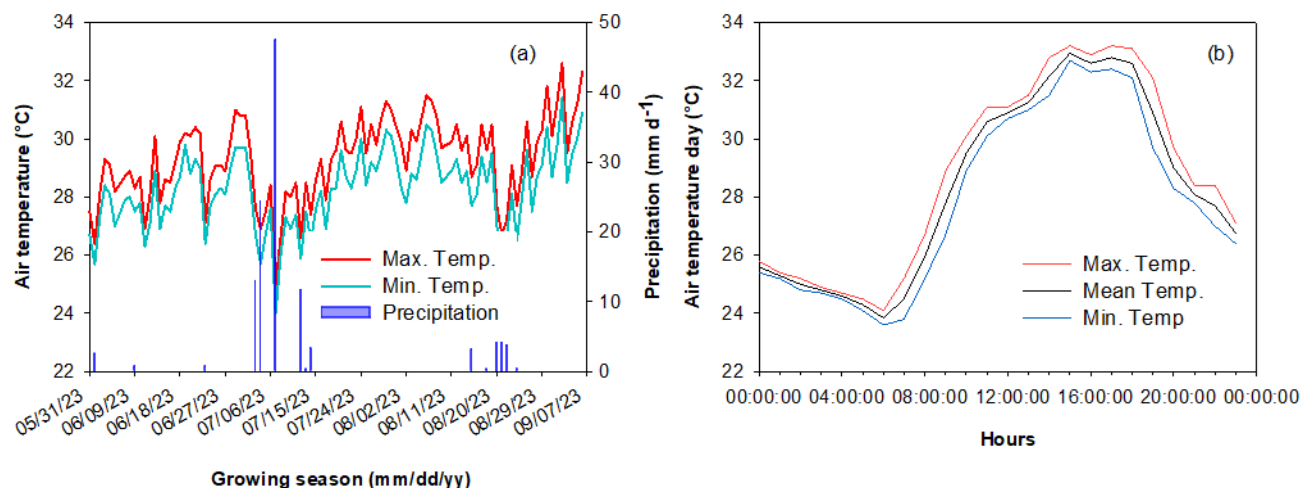 34
32
30
28
26
24
22
Air temperature (°C)
(a)
Max. Temp.
Min. Temp.
Precipitation
50
40
30
20
10
0
Precipitation (mm d⁻¹)
05/31/23
06/09/23
06/18/23
06/27/23
07/06/23
07/15/23
07/24/23
08/02/23
08/11/23
08/20/23
08/29/23
09/07/23
Growing season (mm/dd/yy)
34
32
30
28
26
24
22
Air temperature day (°C)
(b)
Max. Temp.
Mean Temp.
Min. Temp
00:00:00 04:00:00 08:00:00 12:00:00 16:00:00 20:00:00 00:00:00
Hours